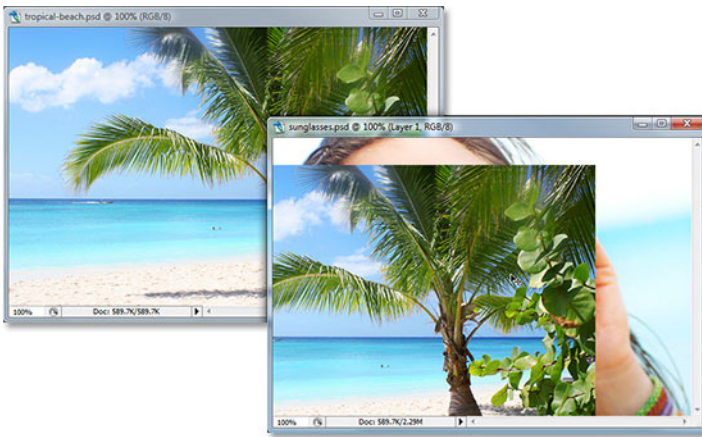 tropical-beach.psd @ 100% (RGB/8)
sunglasses.psd @ 100% (Layer 1, RGB/8)
100% Doc: 589.7K/589.7K
100% Doc: 589.7K/2.29M